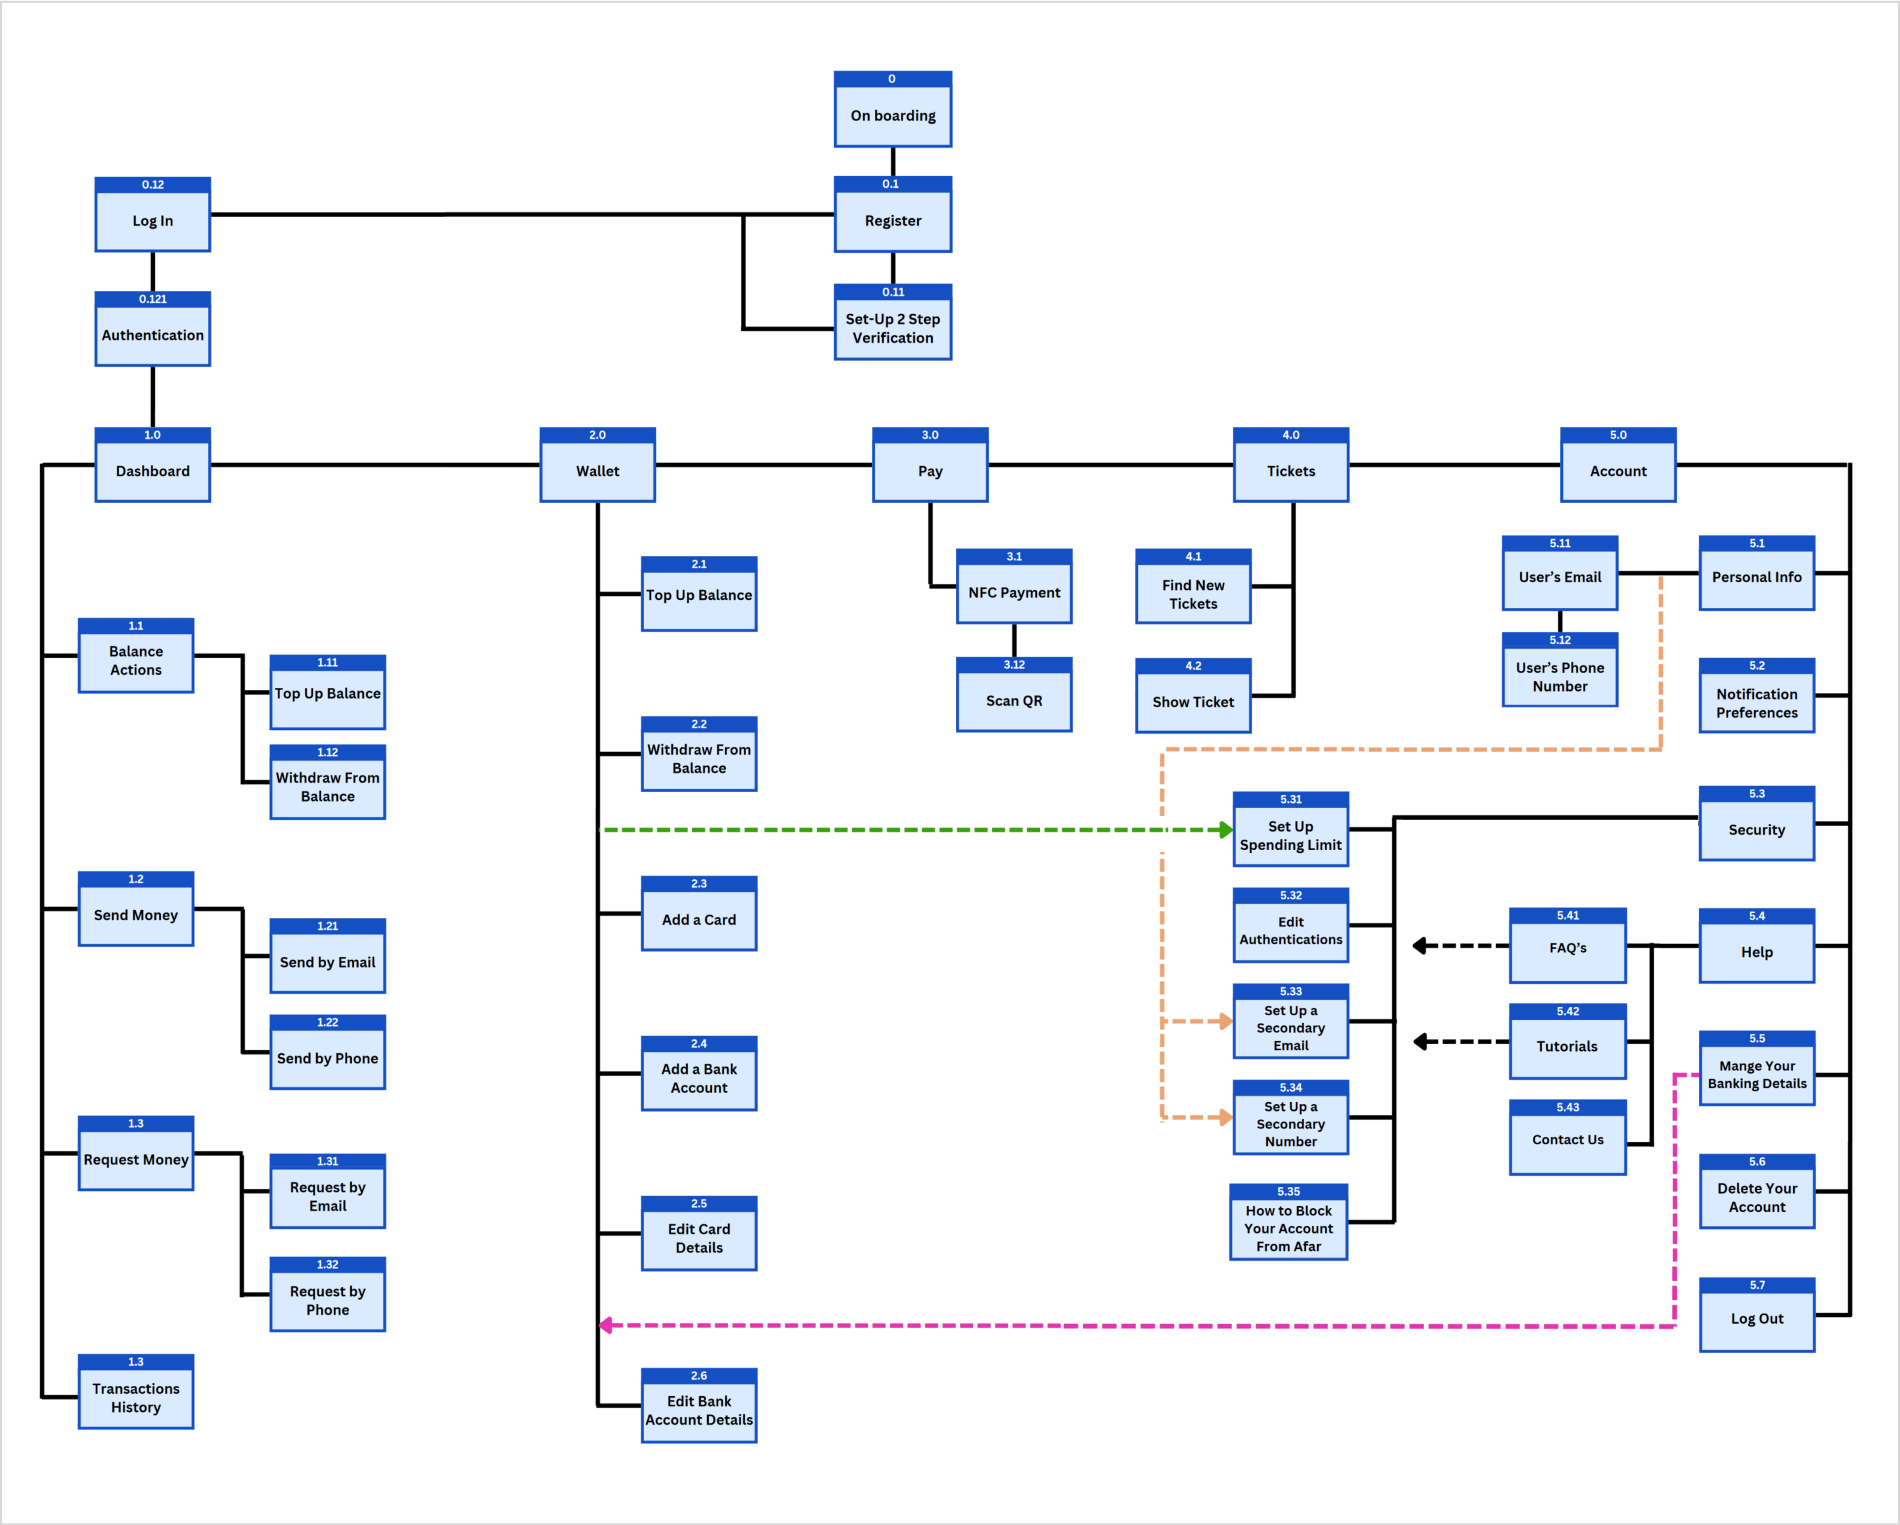 0
On boarding
0.12
Log In
0.1
Register
0.121
Authentication
0.11
Set-Up 2 Step
Verification
1.0
Dashboard
2.0
Wallet
3.0
Pay
4.0
Tickets
5.0
Account
1.1
Balance
Actions
1.11
Top Up Balance
1.12
Withdraw From
Balance
1.2
Send Money
1.21
Send by Email
1.22
Send by Phone
1.3
Request Money
1.31
Request by
Email
1.32
Request by
Phone
1.3
Transactions
History
2.1
Top Up Balance
2.2
Withdraw From
Balance
2.3
Add a Card
2.4
Add a Bank
Account
2.5
Edit Card
Details
2.6
Edit Bank
Account Details
3.1
NFC Payment
3.12
Scan QR
4.1
Find New
Tickets
4.2
Show Ticket
5.11
User's Email
5.12
User's Phone
Number
5.1
Personal Info
5.2
Notification
Preferences
5.3
Security
5.31
Set Up
Spending Limit
5.32
Edit
Authentications
5.33
Set Up a
Secondary
Email
5.34
Set Up a
Secondary
Number
5.35
How to Block
Your Account
From Afar
5.4
Help
5.41
FAQ's
5.42
Tutorials
5.43
Contact Us
5.5
Mange Your
Banking Details
5.6
Delete Your
Account
5.7
Log Out